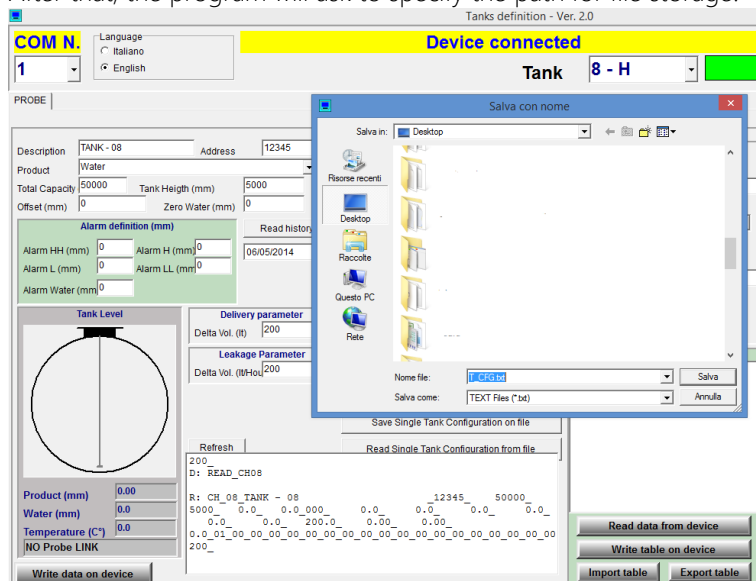 After that, the program will ask to specify the path for file storage.
Tanks definition - Ver. 2.0
COM N.
1
Language
Italiano
English
Device connected
Tank
8 - H
PROBE
Description
TANK - 08
Address
12345
Product
Water
Total Capacity
50000
Tank Heigth (mm)
5000
Offset (mm)
0
Zero Water (mm)
0
Alarm definition (mm)
Alarm HH (mm)
0
Alarm H (mm)
0
Alarm L (mm)
0
Alarm LL (mm
0
Alarm Water (mm
0
Read history
06/05/2014
Tank Level
Delivery parameter
Delta Vol. (lt)
200
Leakage Parameter
Delta Vol. (lt/Hou
200
Salva con nome
Salva in:
Desktop
Risorse recenti
Desktop
Raccolte
Questo PC
Rete
Nome file:
T_CFG.txt
Salva
Salva come:
TEXT Files (*.txt)
Annulla
Save Single Tank Configuration on file
Refresh
Read Single Tank Configuration from file
200_
D: READ_CH08
R: CH_08_TANK - 08 _12345_ 50000_
5000_ 0.0_ 0.0_000_ 0.0_ 0.0_ 0.0_ 0.0_
0.0_ 0.0_ 200.0_ 0.00_ 0.00_
0.0_01_00_00_00_00_00_00_00_00_00_00_00_00_00
200_
Product (mm)
0.00
Water (mm)
0.0
Temperature (C°)
0.0
NO Probe LINK
Write data on device
Read data from device
Write table on device
Import table
Export table